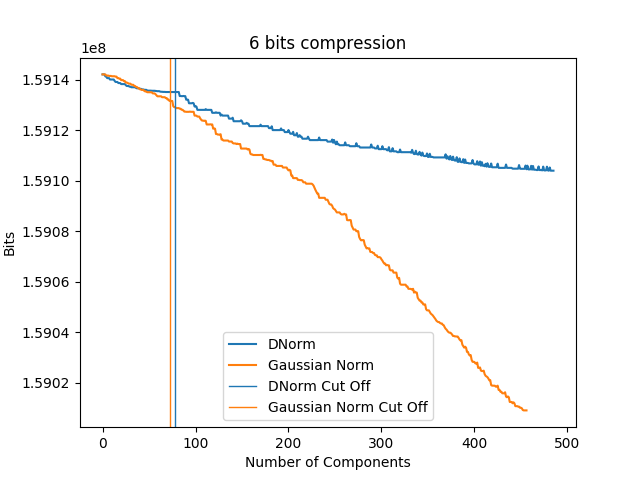 6 bits compression
1e8
1.5914
1.5912
1.5910
1.5908
1.5906
1.5904
1.5902
Bits
DNorm
Gaussian Norm
DNorm Cut Off
Gaussian Norm Cut Off
0 100 200 300 400 500
Number of Components